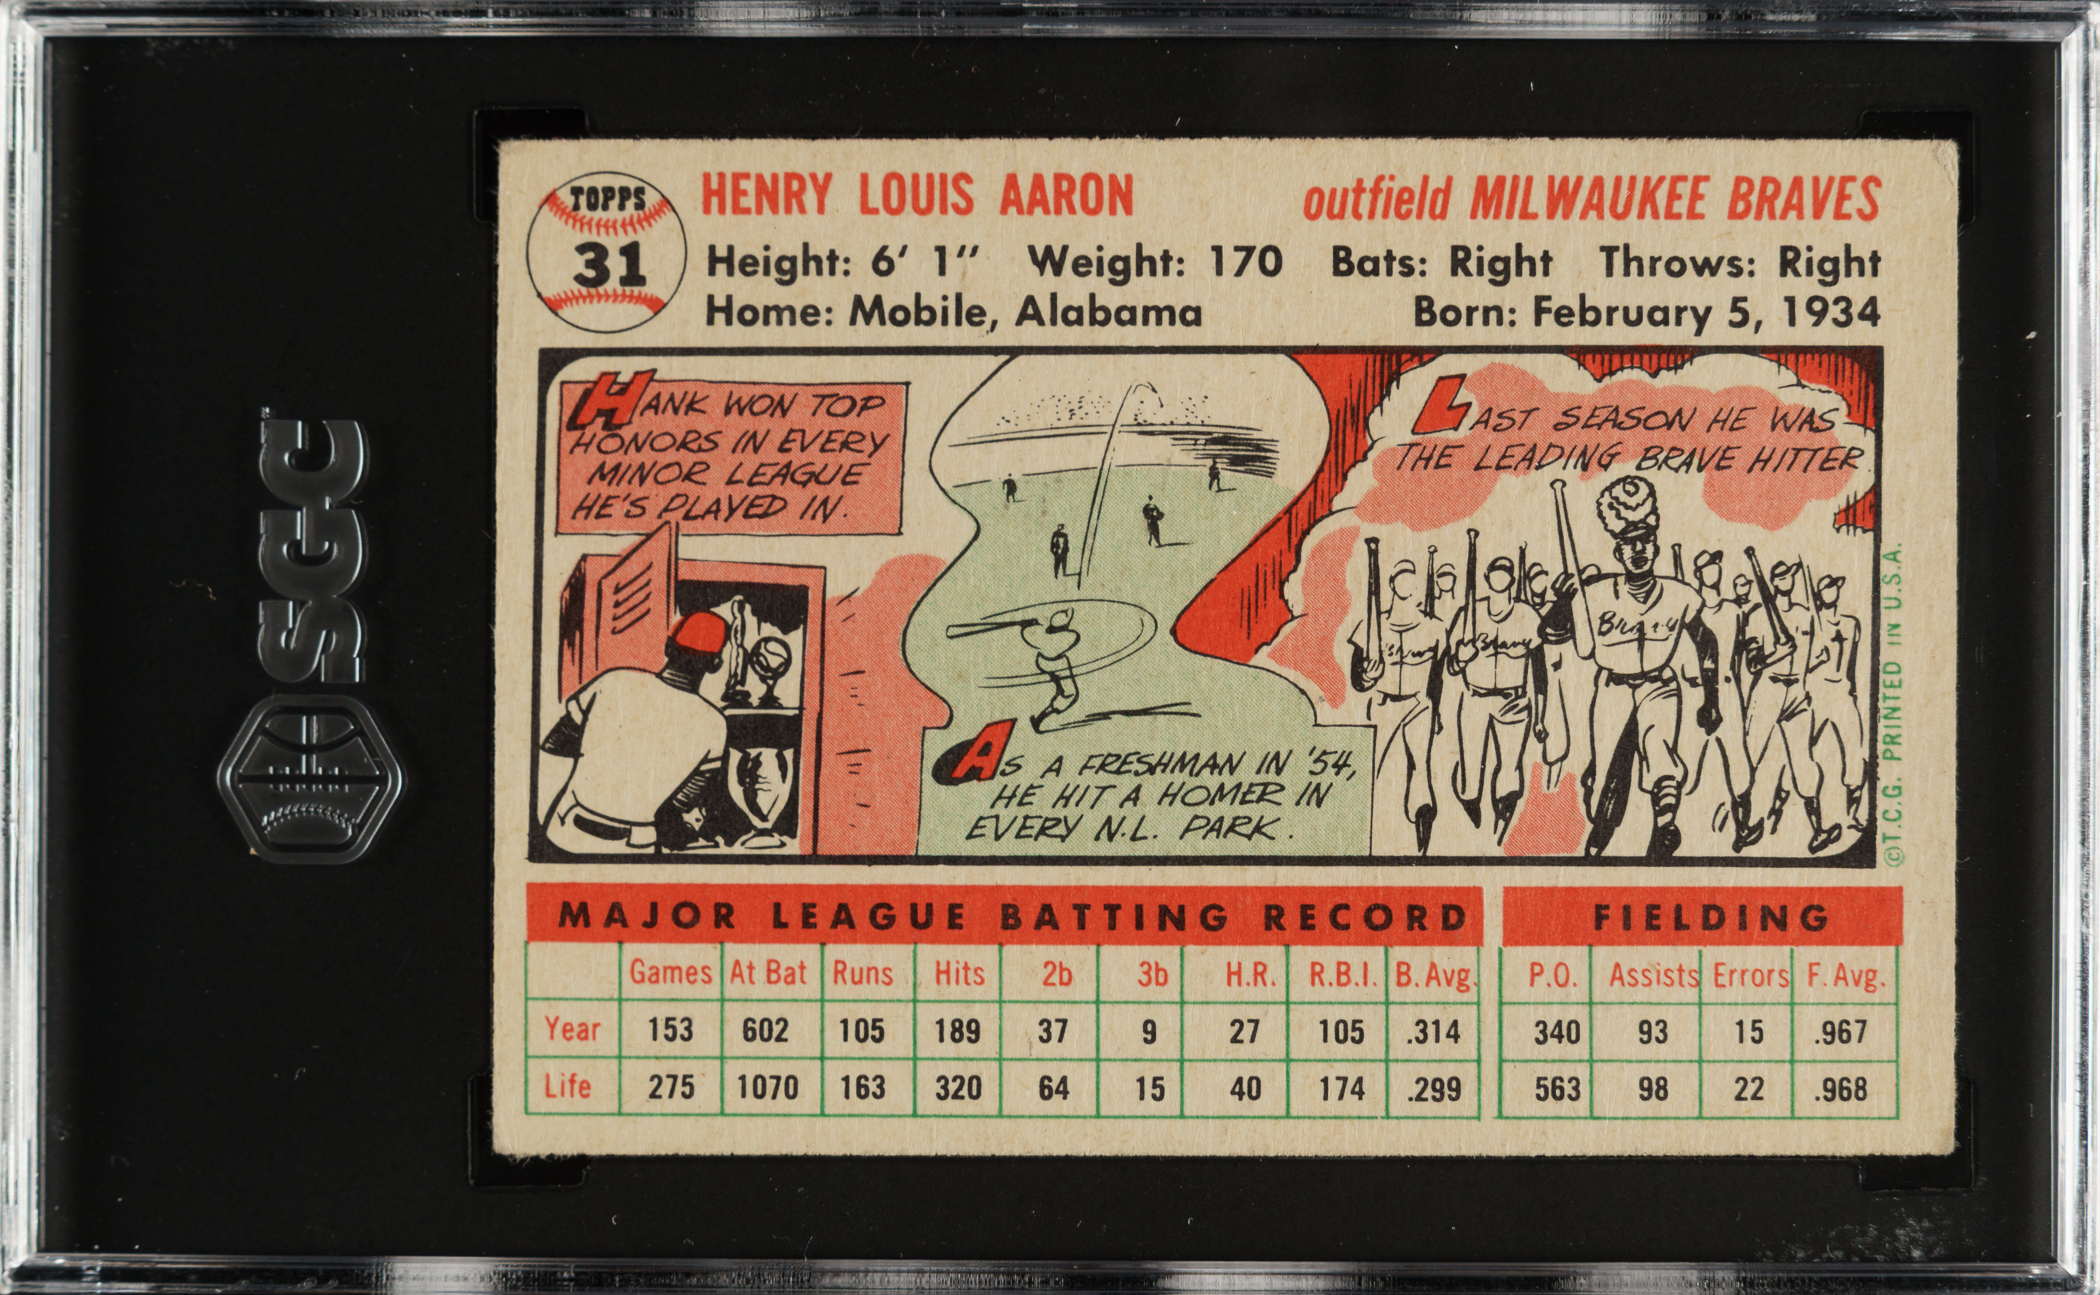 SGC
TOPPS
31
HENRY LOUIS AARON
outfield MILWAUKEE BRAVES
Height: 6' 1" Weight: 170 Bats: Right Throws: Right
Home: Mobile, Alabama
Born: February 5, 1934
HANK WON TOP
HONORS IN EVERY
MINOR LEAGUE
HE'S PLAYED IN.
AS A FRESHMAN IN '54,
HE HIT A HOMER IN
EVERY N.L. PARK.
LAST SEASON HE WAS
THE LEADING BRAVE HITTER
Braves
©T.C.G. PRINTED IN U.S.A.
MAJOR LEAGUE BATTING RECORD
FIELDING
Games At Bat Runs Hits 2b 3b H.R. R.B.I. B. Avg. P.O. Assists Errors F. Avg.
Year 153 602 105 189 37 9 27 105 .314 340 93 15 .967
Life 275 1070 163 320 64 15 40 174 .299 563 98 22 .968